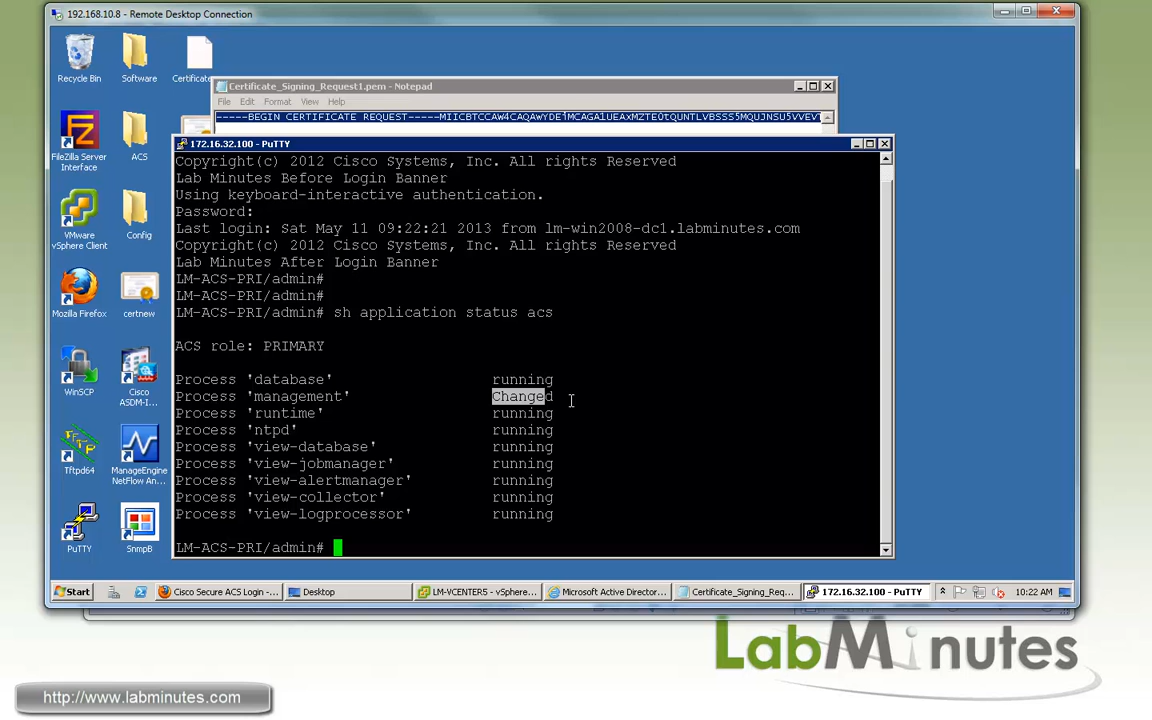 192.168.10.8 - Remote Desktop Connection
Recycle Bin
Software
Certificate
Certificate_Signing_Request1.pem - Notepad
File Edit Format View Help
-----BEGIN CERTIFICATE REQUEST-----
FileZilla Server Interface
ACS
172.16.32.100 - PuTTY
Copyright(c) 2012 Cisco Systems, Inc. All rights Reserved
Lab Minutes Before Login Banner
Using keyboard-interactive authentication.
Password:
Last login: Sat May 11 09:22:21 2013 from lm-win2008-dc1.labminutes.com
Copyright(c) 2012 Cisco Systems, Inc. All rights Reserved
Lab Minutes After Login Banner
LM-ACS-PRI/admin#
LM-ACS-PRI/admin#
LM-ACS-PRI/admin# sh application status acs
ACS role: PRIMARY
Process 'database' running
Process 'management' Changed
Process 'runtime' running
Process 'ntpd' running
Process 'view-database' running
Process 'view-jobmanager' running
Process 'view-alertmanager' running
Process 'view-collector' running
Process 'view-logprocessor' running
LM-ACS-PRI/admin#
VMware vSphere Client
Config
Mozilla Firefox
certnew
WinSCP
Cisco ASDM-I...
Tftpd64
ManageEngine NetFlow An...
PuTTY
SnmpB
Start
Cisco Secure ACS Login -...
Desktop
LM-VCENTER5 - vSphere...
Microsoft Active Director...
Certificate_Signing_Req...
172.16.32.100 - PuTTY
10:22 AM
LabMinutes
http://www.labminutes.com